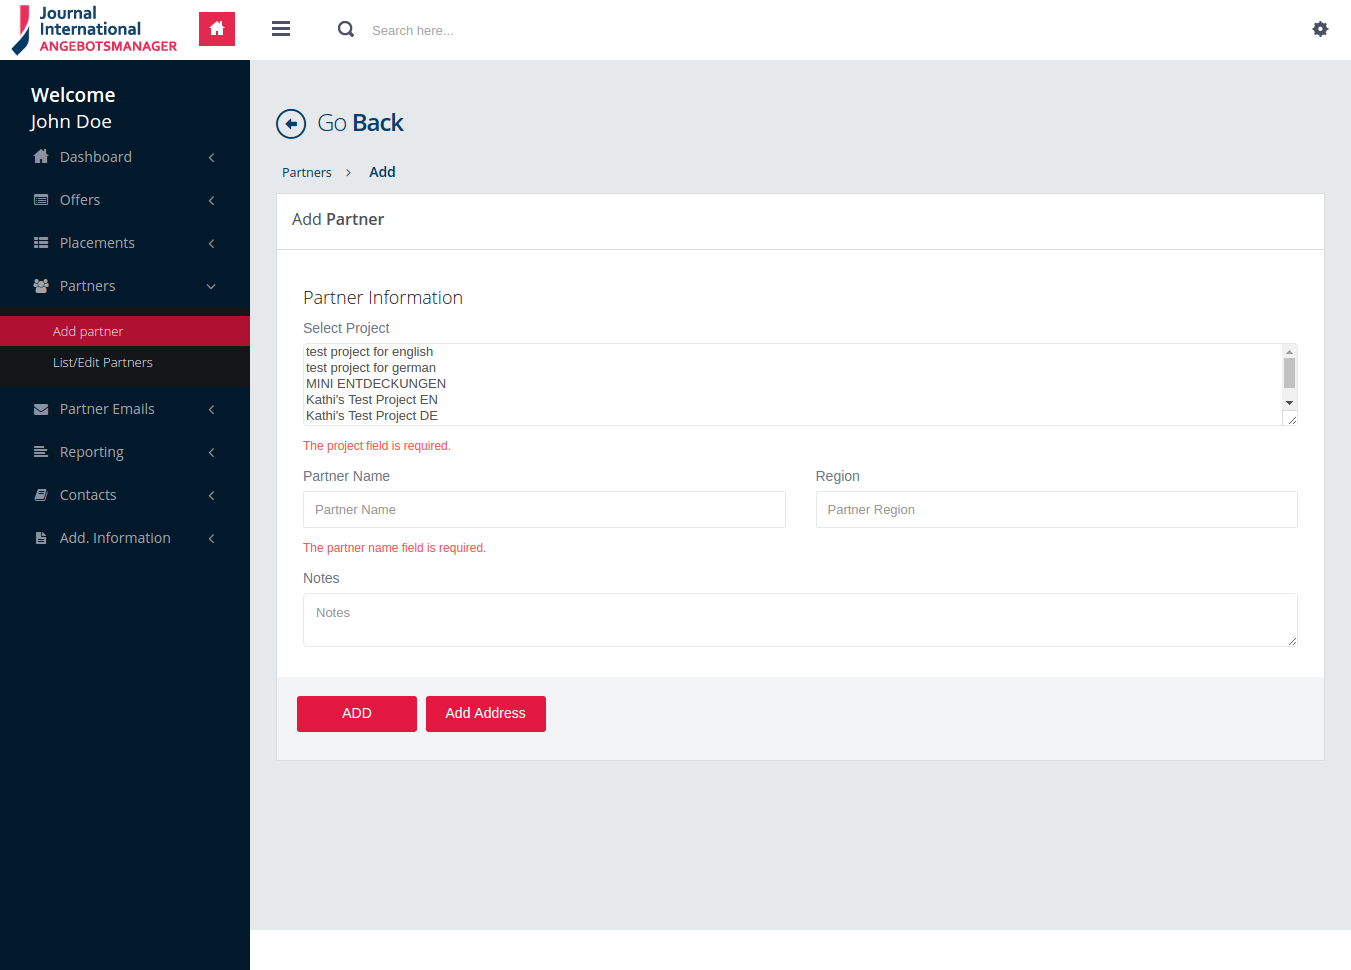 Journal
International
ANGEBOTSMANAGER
Search here...
Welcome
John Doe
Dashboard
Offers
Placements
Partners
Add partner
List/Edit Partners
Partner Emails
Reporting
Contacts
Add. Information
Go Back
Partners > Add
Add Partner
Partner Information
Select Project
test project for english
test project for german
MINI ENTDECKUNGEN
Kathi's Test Project EN
Kathi's Test Project DE
The project field is required.
Partner Name
Region
Partner Name
Partner Region
The partner name field is required.
Notes
Notes
ADD
Add Address